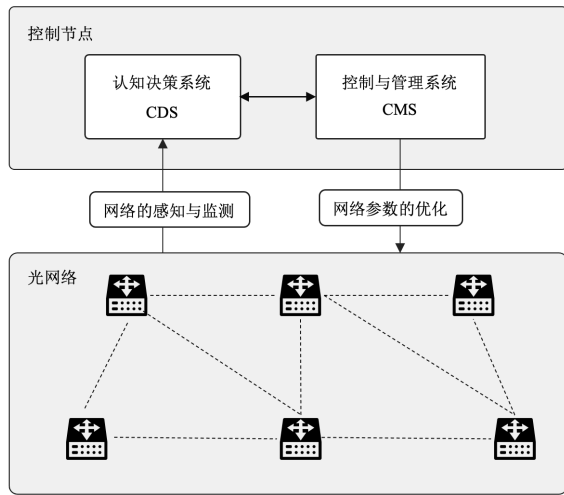 控制节点
认知决策系统
CDS
控制与管理系统
CMS
网络的感知与监测
网络参数的优化
光网络